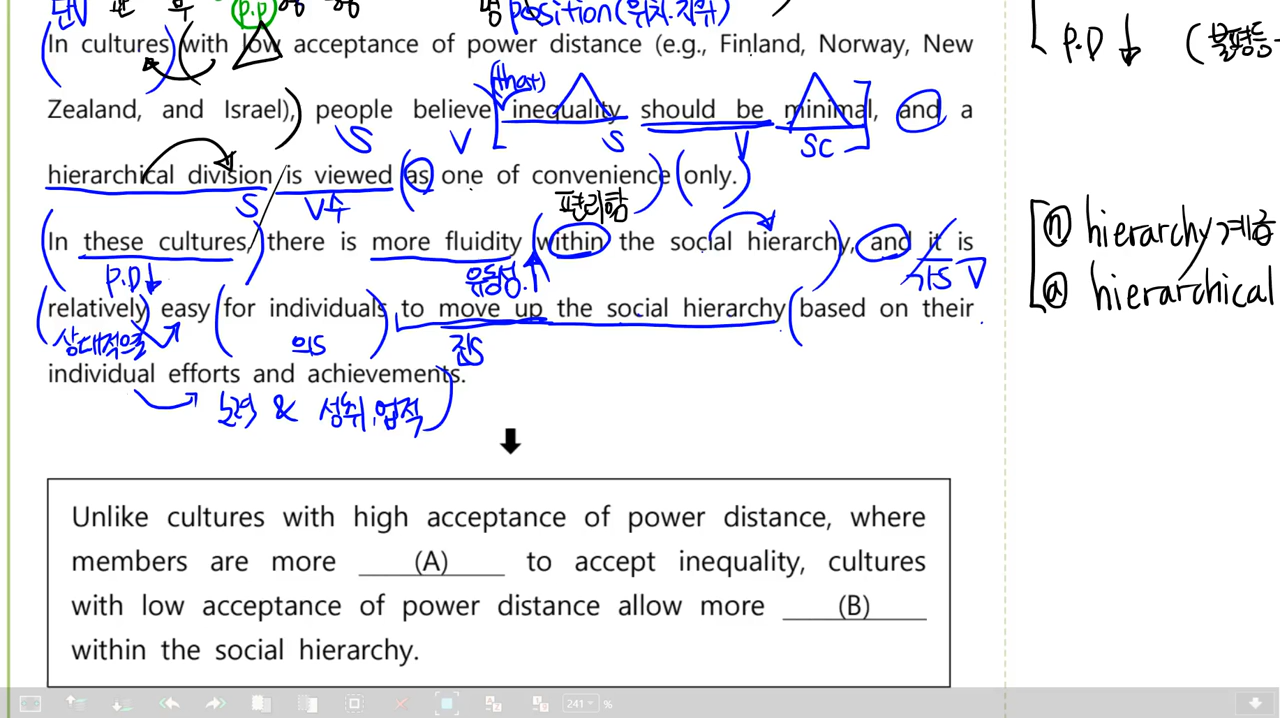 position(위치.지위)
In cultures with low acceptance of power distance (e.g., Finland, Norway, New
P.D↓ (불평등
(that)
Zealand, and Israel), people believe inequality should be minimal, and a
S V S V SC
hierarchical division is viewed as one of convenience only.
S V수 편리함
ⓝ hierarchy 계층
In these cultures, there is more fluidity within the social hierarchy, and it is
P.D↓ 유동성.↑ 가S V
ⓐ hierarchical
relatively easy for individuals to move up the social hierarchy based on their
상대적으로 의S 진S
individual efforts and achievements.
노력 & 성취,업적
Unlike cultures with high acceptance of power distance, where
members are more (A) to accept inequality, cultures
with low acceptance of power distance allow more (B)
within the social hierarchy.
241 %